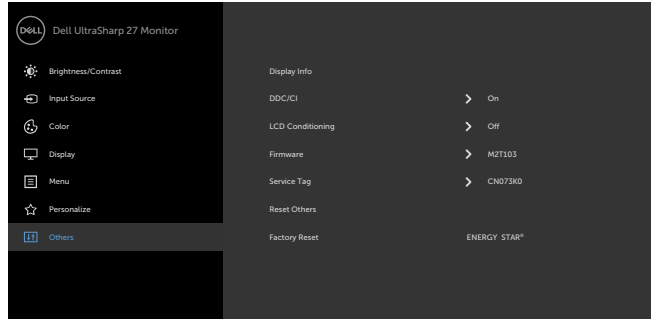 DELL Dell UltraSharp 27 Monitor
Brightness/Contrast
Display Info
Input Source
DDC/CI
On
Color
LCD Conditioning
Off
Display
Firmware
M2T103
Menu
Service Tag
CN073K0
Personalize
Reset Others
Others
Factory Reset
ENERGY STAR®